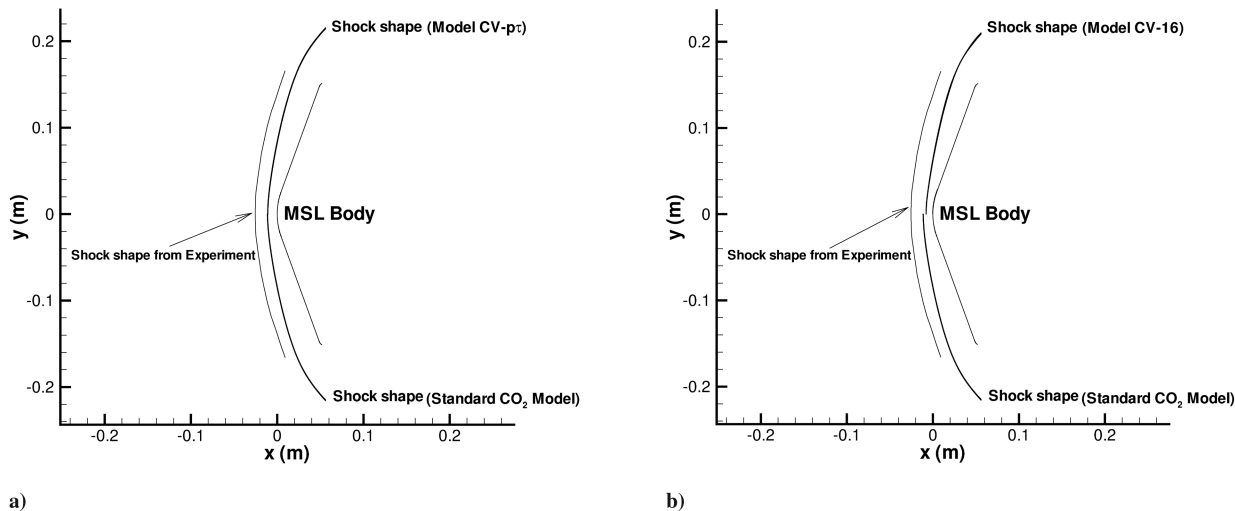 Shock shape (Model CV-pτ)
0.2
0.1
0
-0.1
-0.2
y (m)
MSL Body
Shock shape from Experiment
Shock shape (Standard CO₂ Model)
-0.2
-0.1
0
0.1
0.2
x (m)
a)
Shock shape (Model CV-16)
0.2
0.1
0
-0.1
-0.2
y (m)
MSL Body
Shock shape from Experiment
Shock shape (Standard CO₂ Model)
-0.2
-0.1
0
0.1
0.2
x (m)
b)